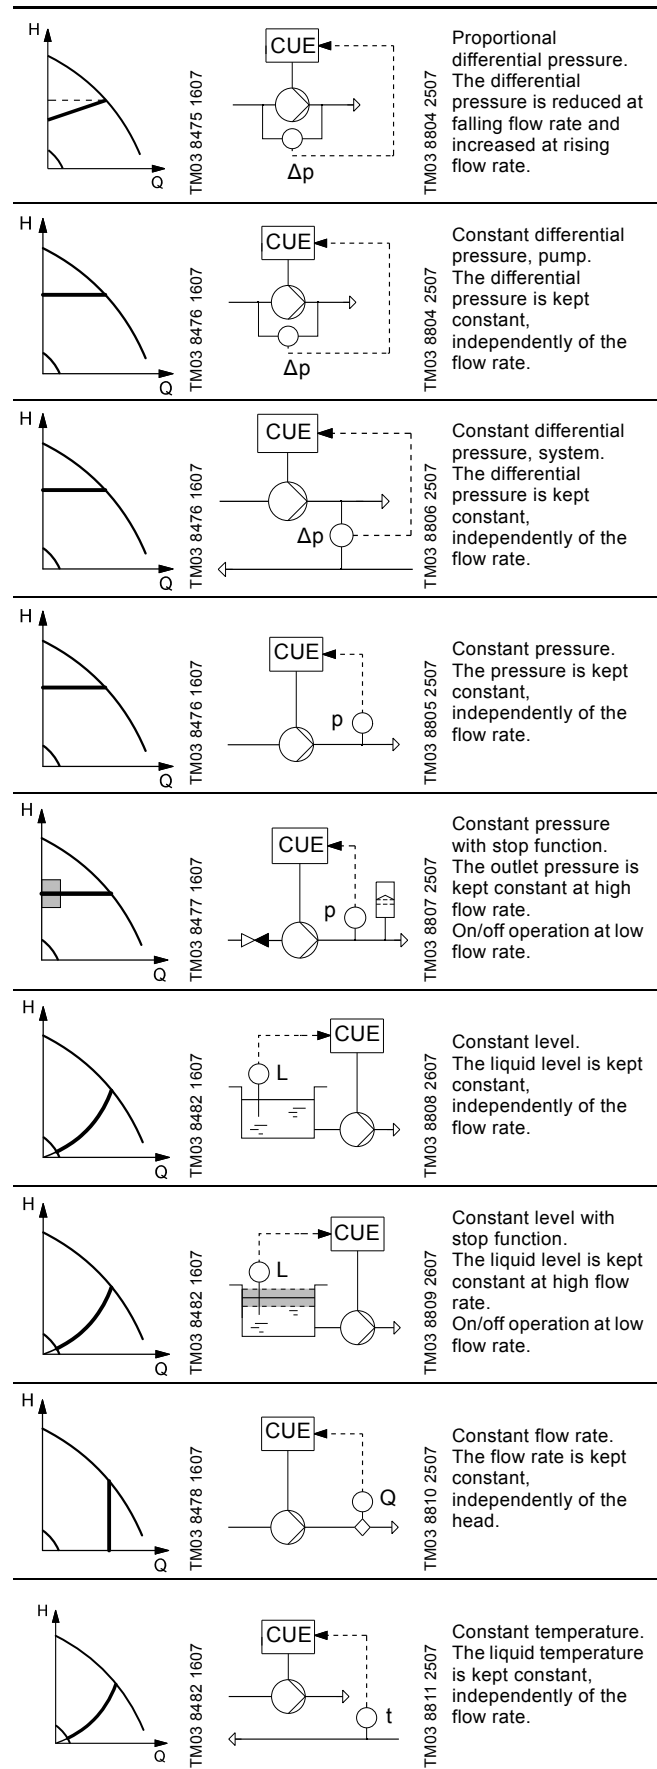 H
Q
TM03 8475 1607
CUE
Δp
TM03 8804 2507
Proportional
differential pressure.
The differential
pressure is reduced at
falling flow rate and
increased at rising
flow rate.
H
Q
TM03 8476 1607
CUE
Δp
TM03 8804 2507
Constant differential
pressure, pump.
The differential
pressure is kept
constant,
independently of the
flow rate.
H
Q
TM03 8476 1607
CUE
Δp
TM03 8806 2507
Constant differential
pressure, system.
The differential
pressure is kept
constant,
independently of the
flow rate.
H
Q
TM03 8476 1607
CUE
p
TM03 8805 2507
Constant pressure.
The pressure is kept
constant,
independently of the
flow rate.
H
Q
TM03 8477 1607
CUE
p
TM03 8807 2507
Constant pressure
with stop function.
The outlet pressure is
kept constant at high
flow rate.
On/off operation at low
flow rate.
H
Q
TM03 8482 1607
CUE
L
TM03 8808 2607
Constant level.
The liquid level is kept
constant,
independently of the
flow rate.
H
Q
TM03 8482 1607
CUE
L
TM03 8809 2607
Constant level with
stop function.
The liquid level is kept
constant at high flow
rate.
On/off operation at low
flow rate.
H
Q
TM03 8478 1607
CUE
Q
TM03 8810 2507
Constant flow rate.
The flow rate is kept
constant,
independently of the
head.
H
Q
TM03 8482 1607
CUE
t
TM03 8811 2507
Constant temperature.
The liquid temperature
is kept constant,
independently of the
flow rate.